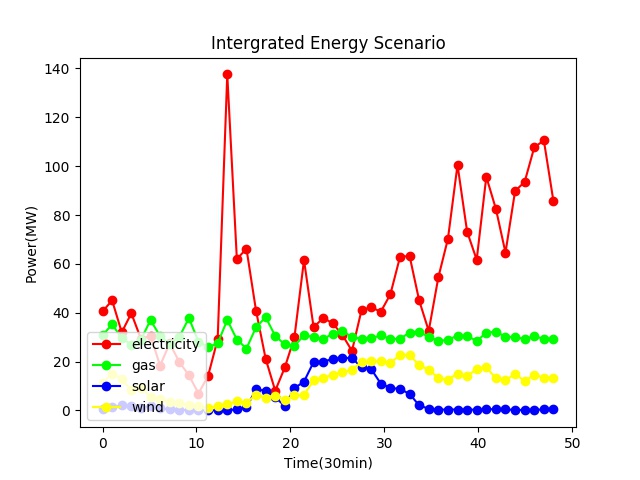 Intergrated Energy Scenario
Power(MW)
140
120
100
80
60
40
20
0
electricity
gas
solar
wind
0 10 20 30 40 50
Time(30min)